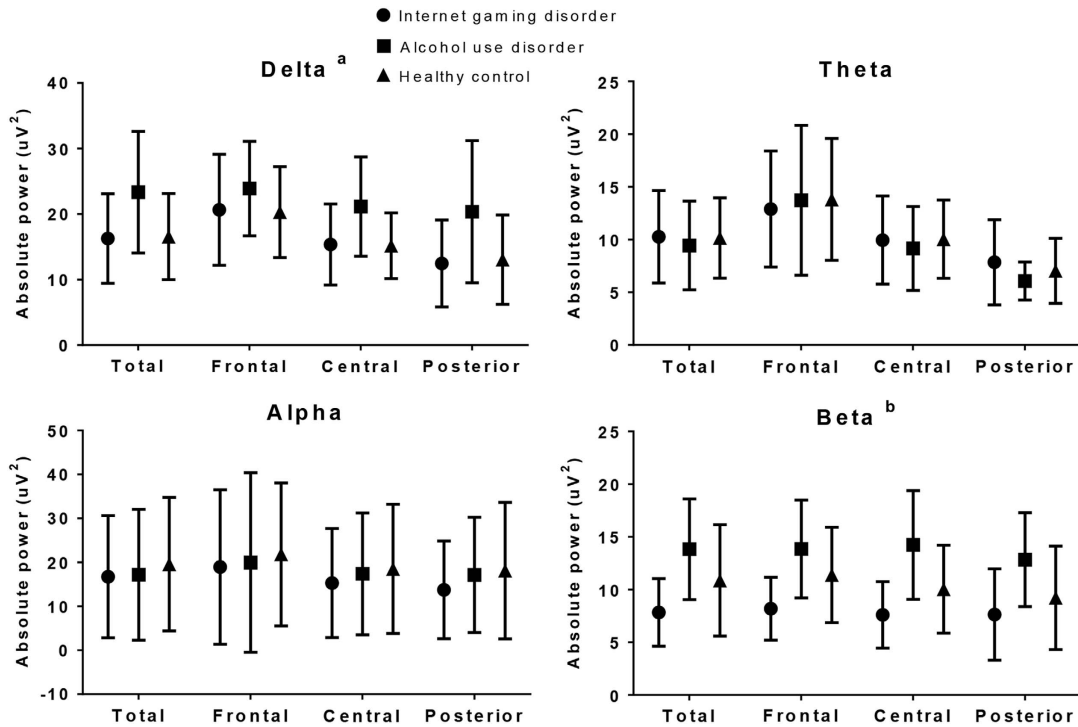 Internet gaming disorder
Alcohol use disorder
Healthy control
Delta a
Absolute power (uV²)
40
30
20
10
0
Total Frontal Central Posterior
Theta
Absolute power (uV²)
25
20
15
10
5
0
Total Frontal Central Posterior
Alpha
Absolute power (uV²)
50
40
30
20
10
0
-10
Total Frontal Central Posterior
Beta b
Absolute power (uV²)
25
20
15
10
5
0
Total Frontal Central Posterior